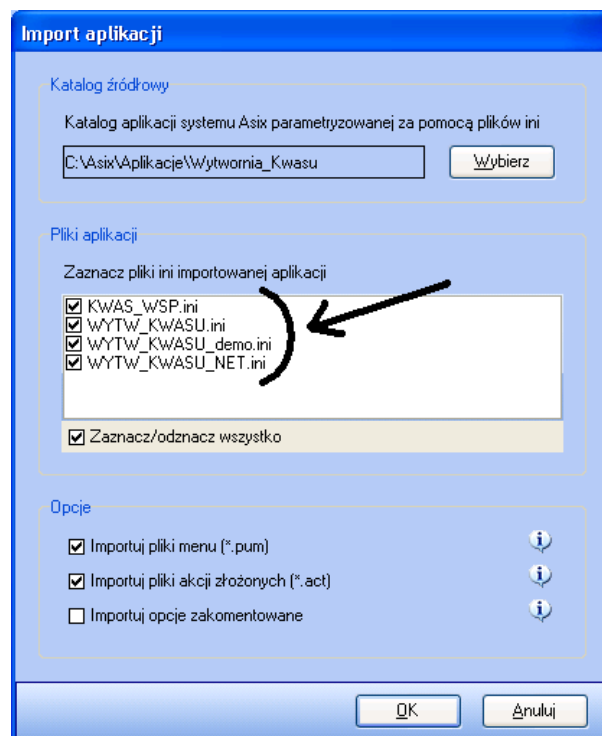 Import aplikacji
Katalog źródłowy
Katalog aplikacji systemu Asix parametryzowanej za pomocą plików ini
C:\Asix\Aplikacje\Wytwornia_Kwasu
Wybierz
Pliki aplikacji
Zaznacz pliki ini importowanej aplikacji
KWAS_WSP.ini
WYTW_KWASU.ini
WYTW_KWASU_demo.ini
WYTW_KWASU_NET.ini
Zaznacz/odznacz wszystko
Opcje
Importuj pliki menu (*.pum)
Importuj pliki akcji złożonych (*.act)
Importuj opcje zakomentowane
OK Anuluj